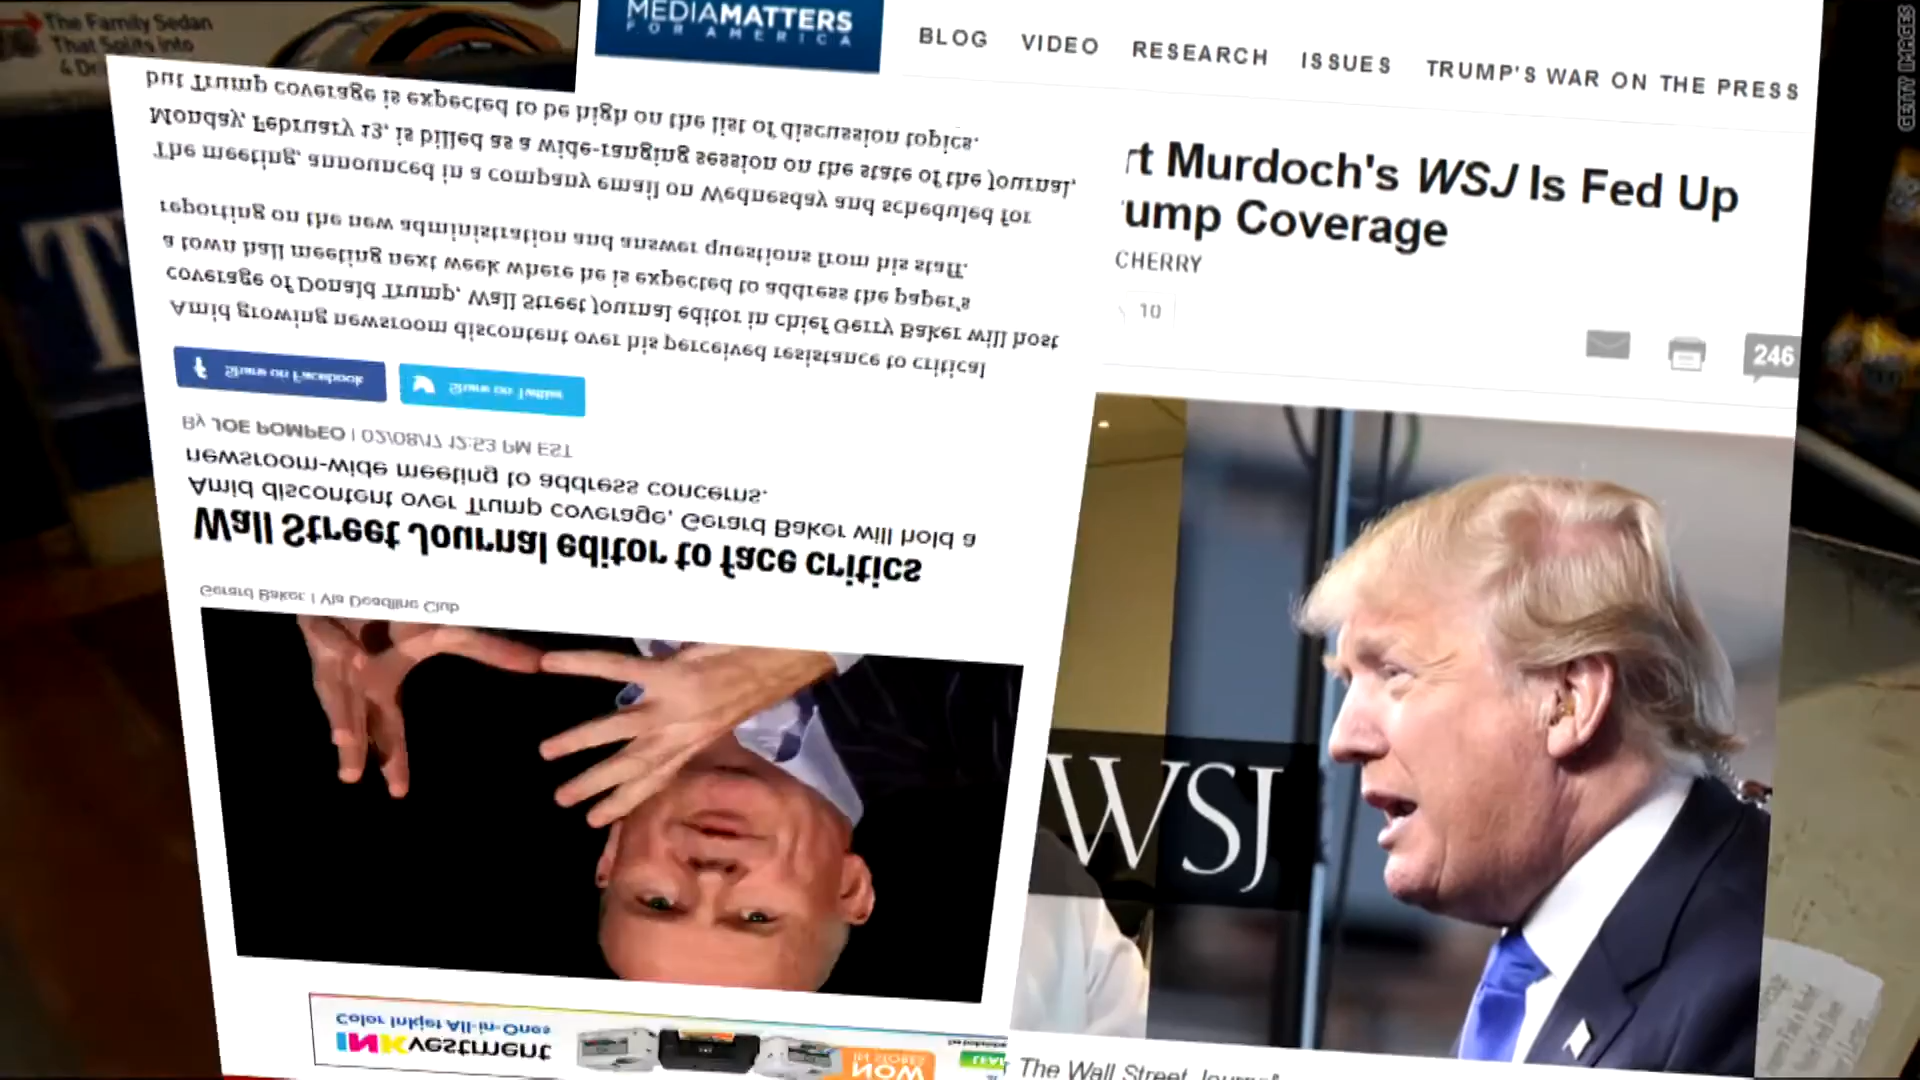 The Family Sedan
That Splits Into
MEDIAMATTERS
FOR AMERICA
BLOG VIDEO RESEARCH ISSUES TRUMP'S WAR ON THE PRESS
GETTY IMAGES
rt Murdoch's WSJ Is Fed Up
ump Coverage
CHERRY
10
246
WSJ
The Wall Street Journal
Gerard Baker | Via Deadline Club
Wall Street Journal editor to face critics
Amid discontent over Trump coverage, Gerard Baker will hold a
newsroom-wide meeting to address concerns.
By JOE POMPEO | 02/08/17 12:53 PM EST
Share on Facebook Share on Twitter
Amid growing newsroom discontent over his perceived resistance to critical
coverage of Donald Trump, Wall Street Journal editor in chief Gerry Baker will host
a town hall meeting next week where he is expected to address the paper's
reporting on the new administration and answer questions from his staff.
The meeting, announced in a company email on Wednesday and scheduled for
Monday, February 13, is billed as a wide-ranging session on the state of the Journal,
but Trump coverage is expected to be high on the list of discussion topics.
INKvestment
Color Inkjet All-in-Ones
NOW
IN STORES